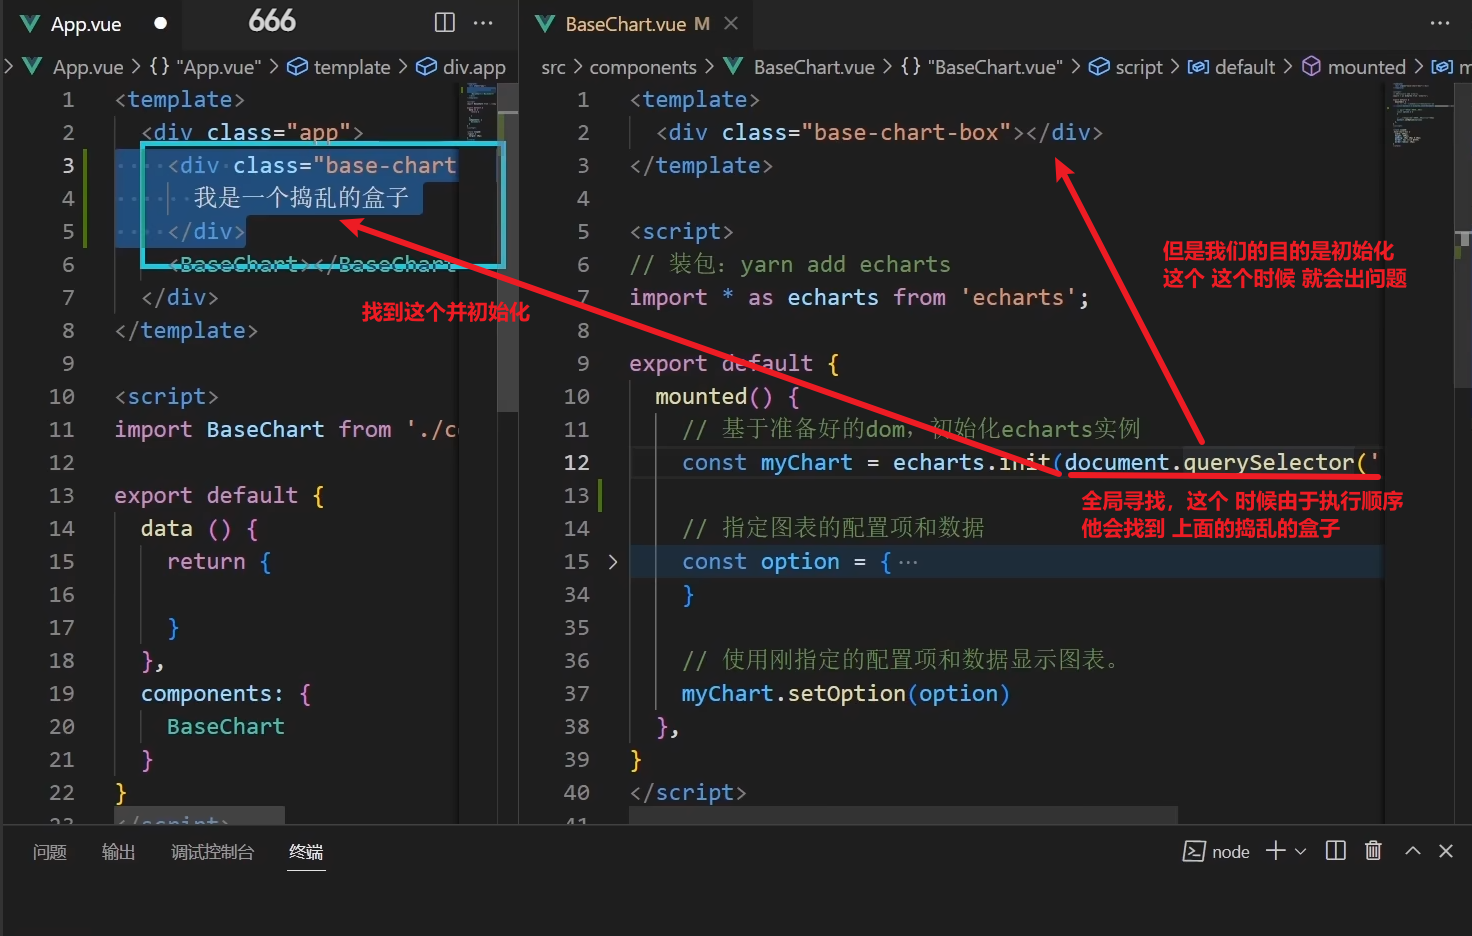 App.vue
666
BaseChart.vue M
App.vue > {} "App.vue" > template > div.app
src > components > BaseChart.vue > {} "BaseChart.vue" > script > default > mounted >
1 <template>
2 <div class="app">
3 <div class="base-chart
4 我是一个捣乱的盒子
5 </div>
6 <BaseChart></BaseChart
7 </div>
8 </template>
9
10 <script>
11 import BaseChart from './c
12
13 export default {
14 data () {
15 return {
16
17 }
18 },
19 components: {
20 BaseChart
21 }
22 }
23 </script>
找到这个并初始化
1 <template>
2 <div class="base-chart-box"></div>
3 </template>
4
5 <script>
6 // 装包：yarn add echarts
7 import * as echarts from 'echarts';
8
9 export default {
10 mounted() {
11 // 基于准备好的dom，初始化echarts实例
12 const myChart = echarts.init(document.querySelector('
13
14 // 指定图表的配置项和数据
15 const option = {…
34 }
35
36 // 使用刚指定的配置项和数据显示图表。
37 myChart.setOption(option)
38 },
39 }
40 </script>
41
但是我们的目的是初始化
这个 这个时候 就会出问题
全局寻找，这个 时候由于执行顺序
他会找到 上面的捣乱的盒子
问题 输出 调试控制台 终端
node